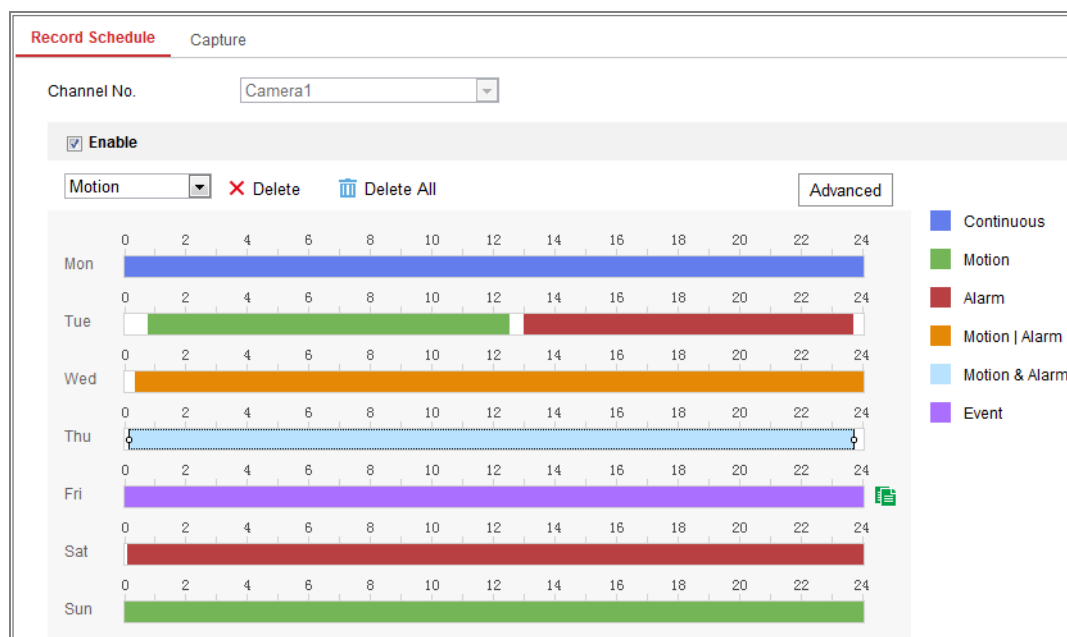 Record Schedule Capture
Channel No. Camera1
Enable
Motion Delete Delete All Advanced
0 2 4 6 8 10 12 14 16 18 20 22 24
Mon
0 2 4 6 8 10 12 14 16 18 20 22 24
Tue
0 2 4 6 8 10 12 14 16 18 20 22 24
Wed
0 2 4 6 8 10 12 14 16 18 20 22 24
Thu
0 2 4 6 8 10 12 14 16 18 20 22 24
Fri
0 2 4 6 8 10 12 14 16 18 20 22 24
Sat
0 2 4 6 8 10 12 14 16 18 20 22 24
Sun
Continuous
Motion
Alarm
Motion | Alarm
Motion & Alarm
Event